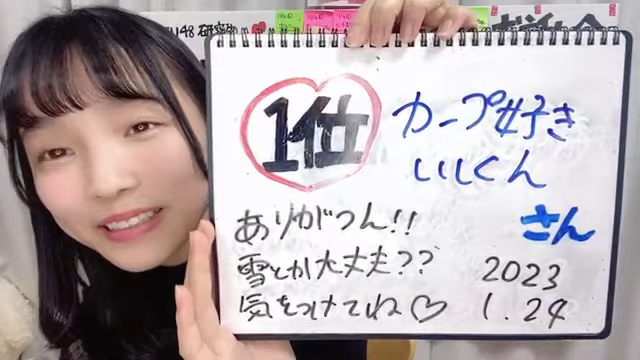 1位
カープ好き
いしくん
さん
ありがつん!!
雪とか大丈夫??
気をつけてね♡
2023
1.24